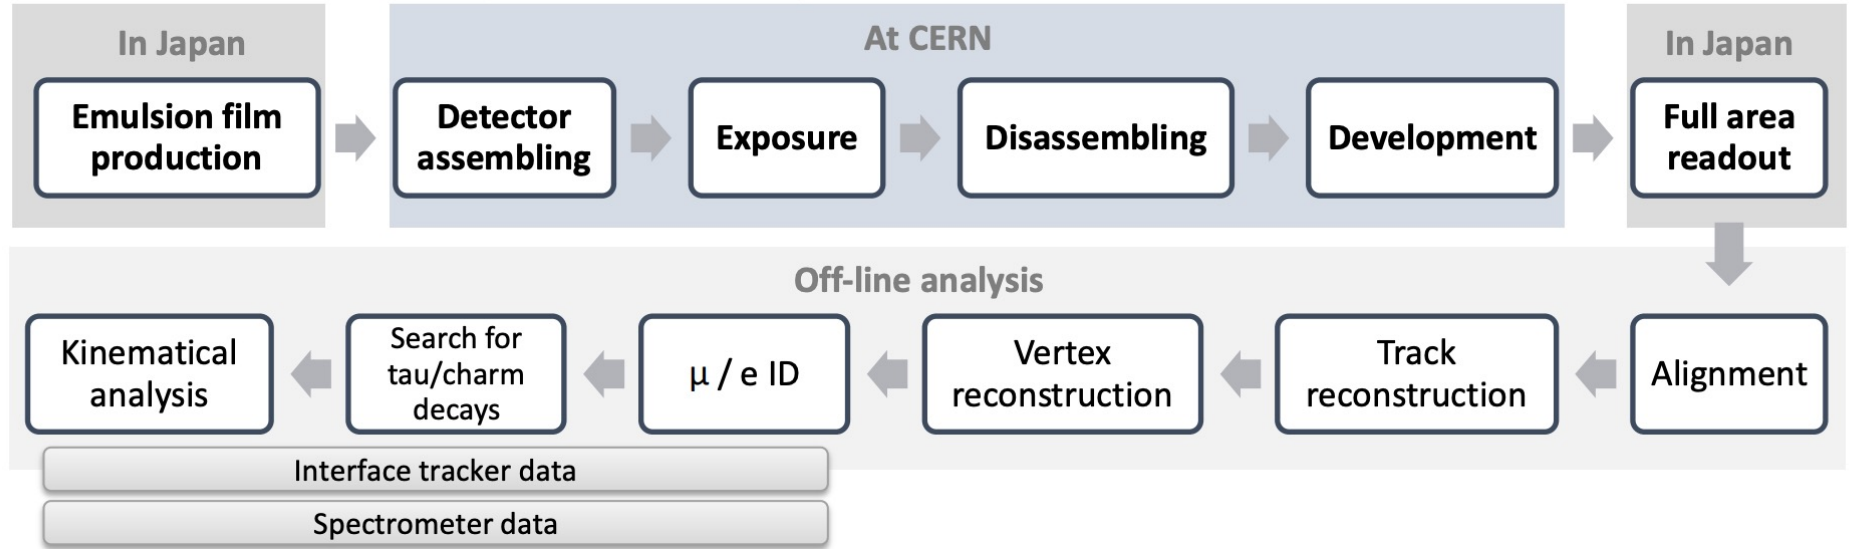 In Japan
At CERN
In Japan
Emulsion film
production
Detector
assembling
Exposure
Disassembling
Development
Full area
readout
Off-line analysis
Kinematical
analysis
Search for
tau/charm
decays
μ / e ID
Vertex
reconstruction
Track
reconstruction
Alignment
Interface tracker data
Spectrometer data